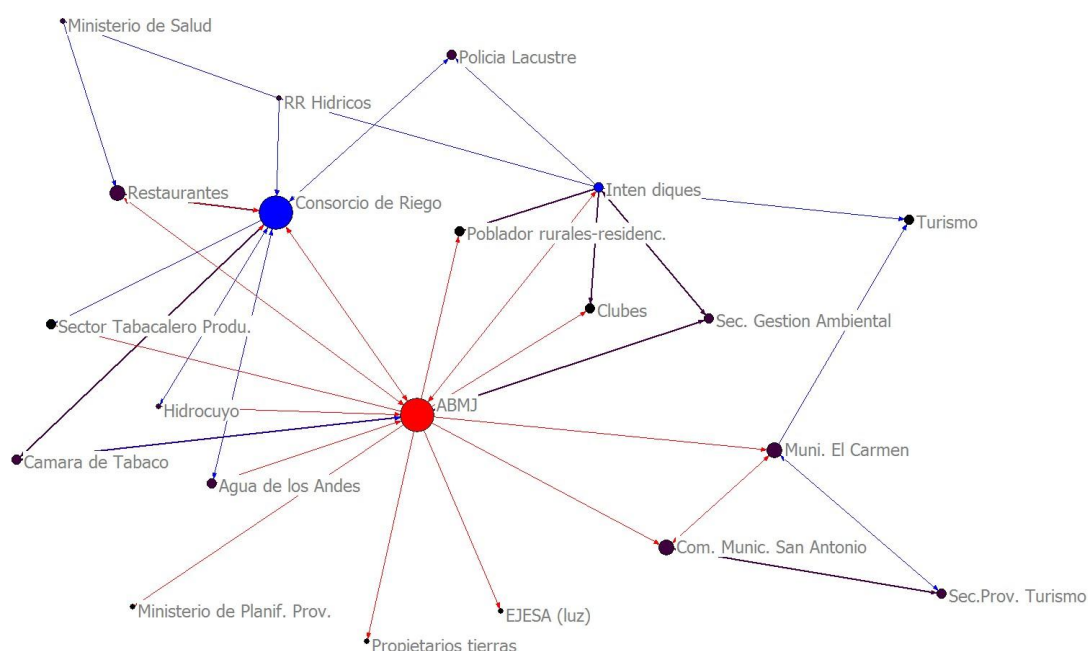 Ministerio de Salud
Policia Lacustre
RR Hidricos
Restaurantes
Inten diques
Consorcio de Riego
Turismo
Poblador rurales-residenc.
Clubes
Sec. Gestion Ambiental
Sector Tabacalero Produ.
ABMJ
Hidrocuyo
Muni. El Carmen
Camara de Tabaco
Agua de los Andes
Com. Munic. San Antonio
Sec.Prov. Turismo
Ministerio de Planif. Prov.
EJESA (luz)
Propietarios tierras